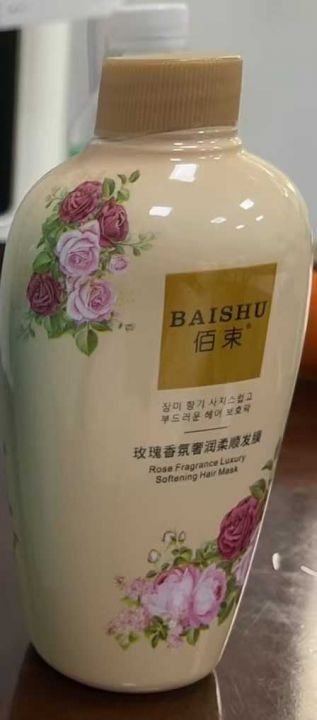 BAISHU
佰束®
장미 향기 사치스럽고
부드러운 헤어 보호막
玫瑰香氛奢润柔顺发膜
Rose Fragrance Luxury
Softening Hair Mask